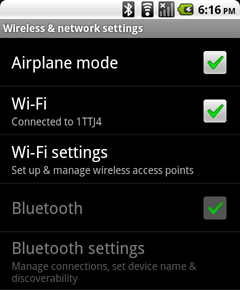 6:16 PM
Wireless & network settings
Airplane mode
Wi-Fi
Connected to 1TTJ4
Wi-Fi settings
Set up & manage wireless access points
Bluetooth
Bluetooth settings
Manage connections, set device name &
discoverability